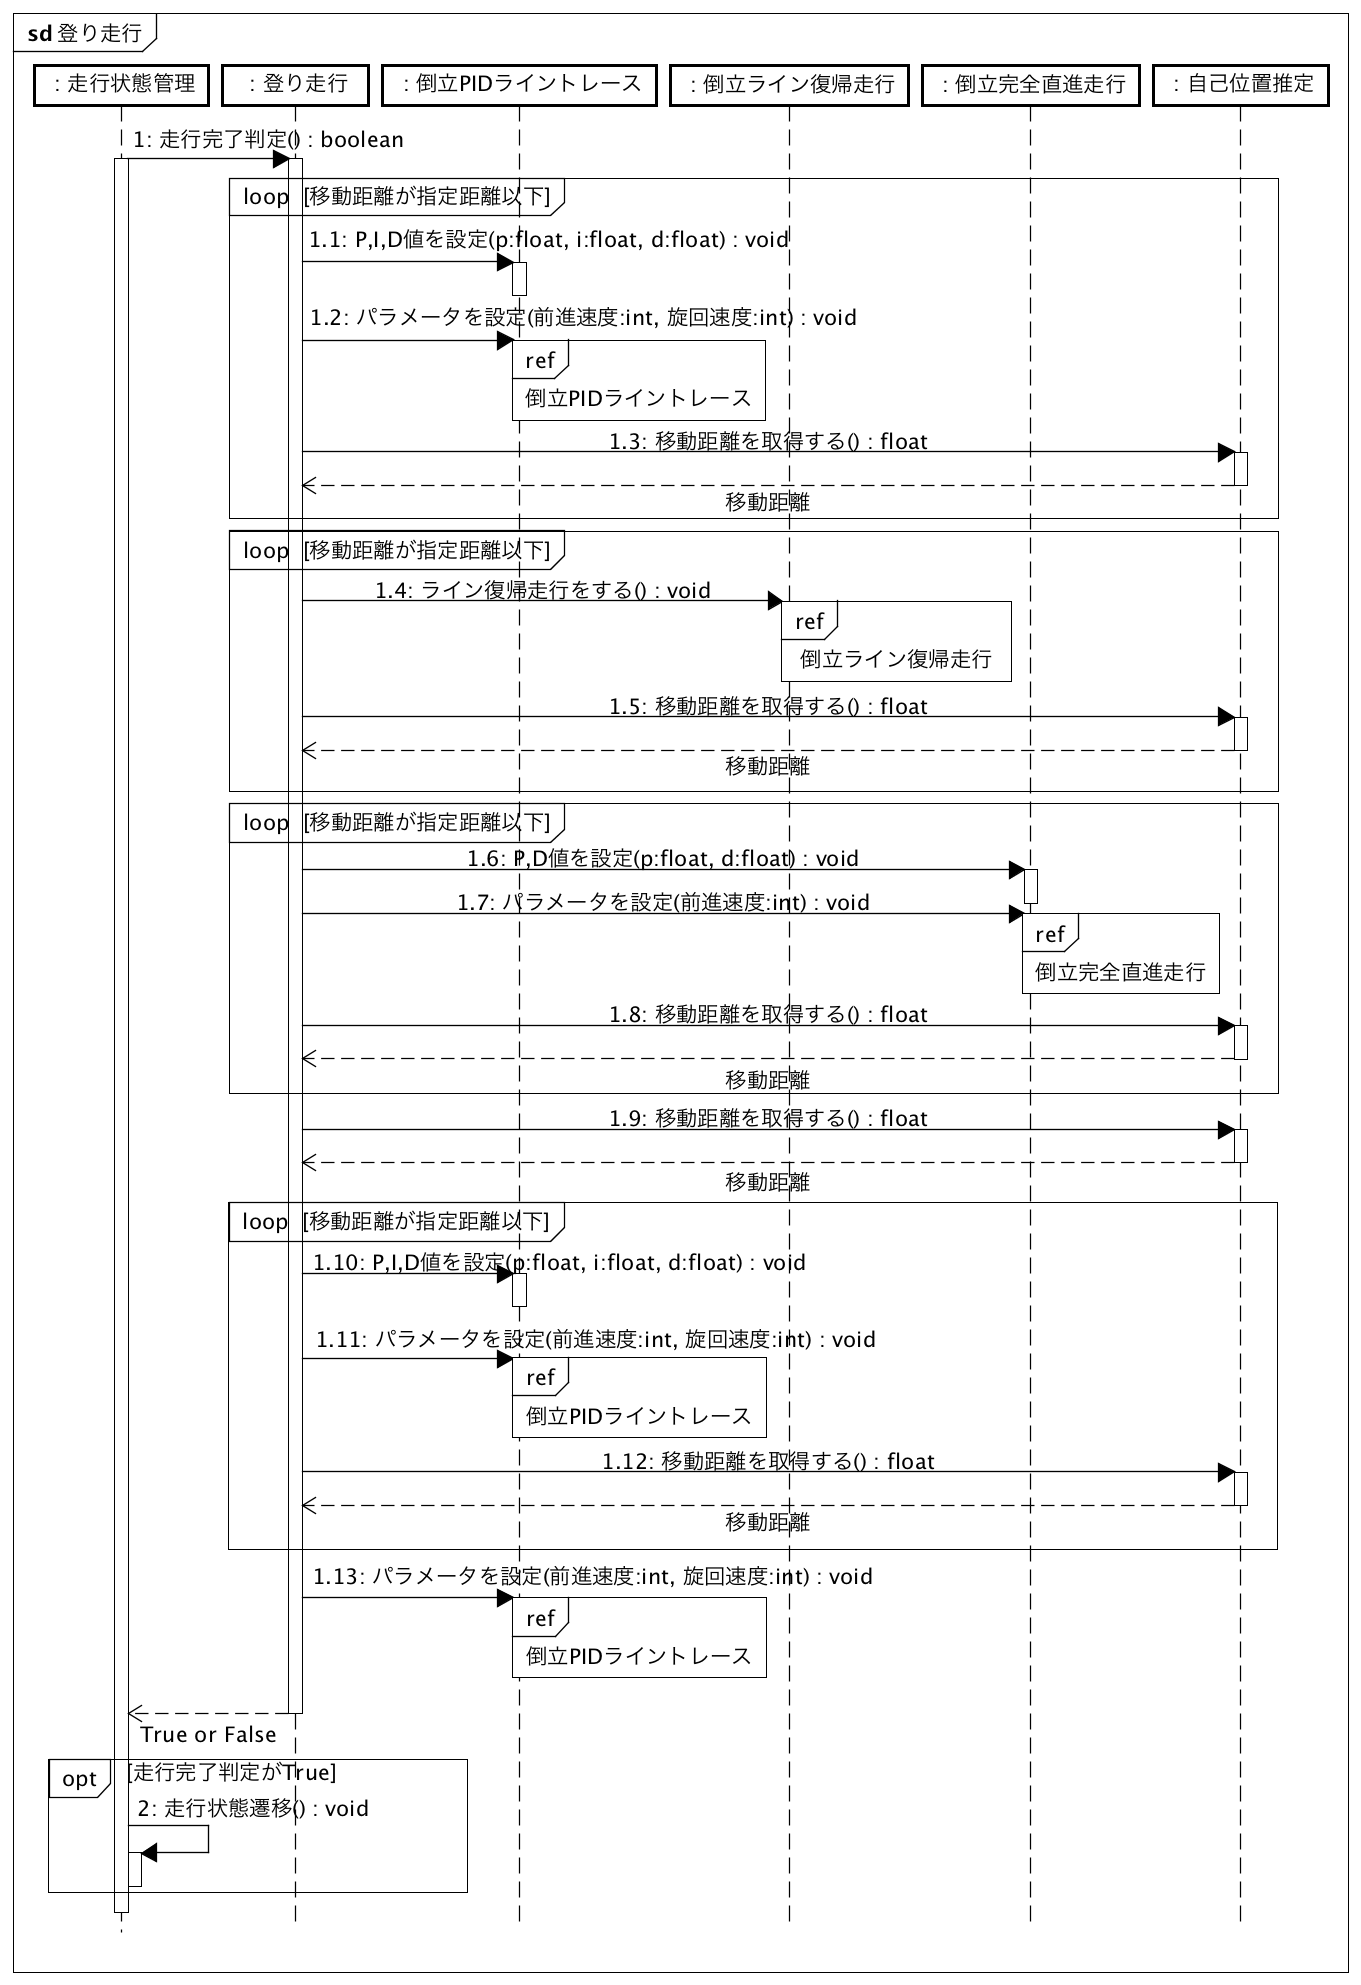 sd 登り走行
: 走行状態管理
: 登り走行
: 倒立PIDライントレース
: 倒立ライン復帰走行
: 倒立完全直進走行
: 自己位置推定
1: 走行完了判定() : boolean
loop [移動距離が指定距離以下]
1.1: P,I,D値を設定(p:float, i:float, d:float) : void
1.2: パラメータを設定(前進速度:int, 旋回速度:int) : void
ref
倒立PIDライントレース
1.3: 移動距離を取得する() : float
移動距離
loop [移動距離が指定距離以下]
1.4: ライン復帰走行をする() : void
ref
倒立ライン復帰走行
1.5: 移動距離を取得する() : float
移動距離
loop [移動距離が指定距離以下]
1.6: P,D値を設定(p:float, d:float) : void
1.7: パラメータを設定(前進速度:int) : void
ref
倒立完全直進走行
1.8: 移動距離を取得する() : float
移動距離
1.9: 移動距離を取得する() : float
移動距離
loop [移動距離が指定距離以下]
1.10: P,I,D値を設定(p:float, i:float, d:float) : void
1.11: パラメータを設定(前進速度:int, 旋回速度:int) : void
ref
倒立PIDライントレース
1.12: 移動距離を取得する() : float
移動距離
1.13: パラメータを設定(前進速度:int, 旋回速度:int) : void
ref
倒立PIDライントレース
True or False
opt [走行完了判定がTrue]
2: 走行状態遷移() : void